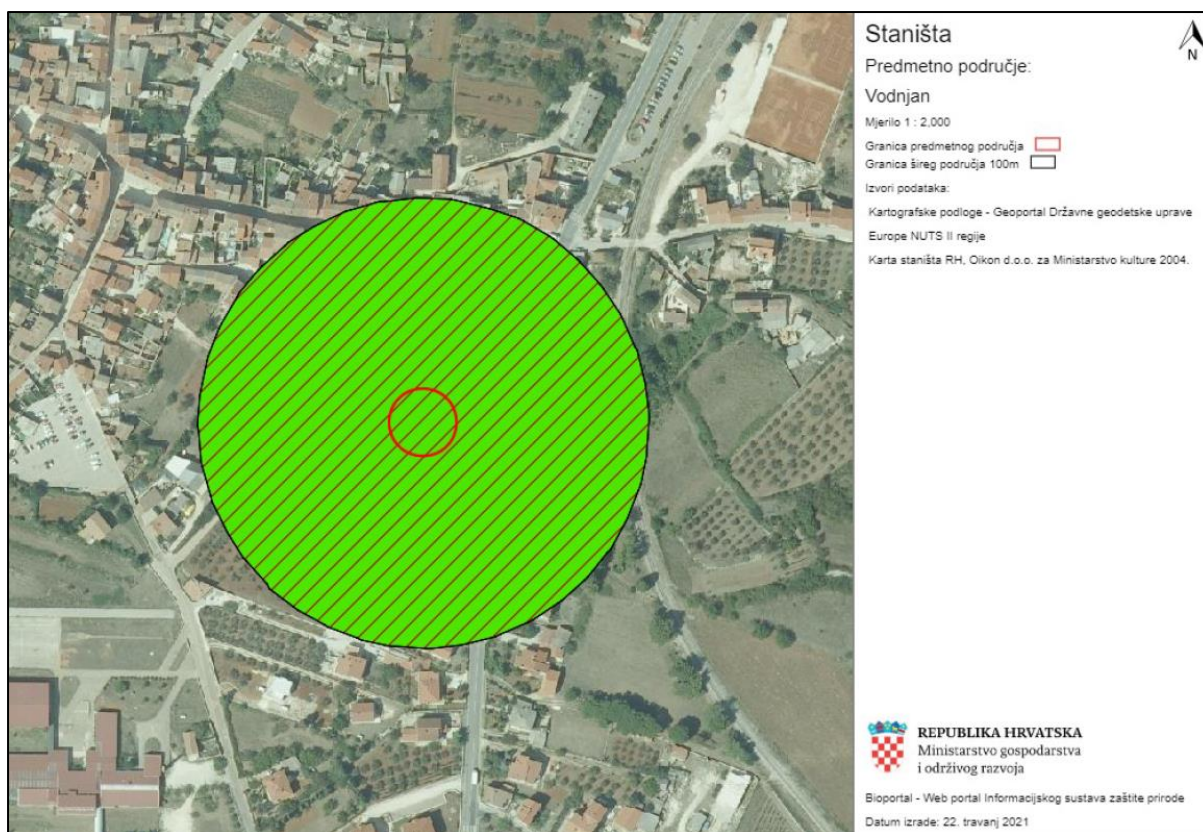 Staništa
N
Predmetno područje:
Vodnjan
Mjerilo 1 : 2,000
Granica predmetnog područja
Granica šireg područja 100m
Izvori podataka:
Kartografske podloge - Geoportal Državne geodetske uprave
Europe NUTS II regije
Karta staništa RH, Oikon d.o.o. za Ministarstvo kulture 2004.
REPUBLIKA HRVATSKA
Ministarstvo gospodarstva
i održivog razvoja
Bioportal - Web portal Informacijskog sustava zaštite prirode
Datum izrade: 22. travanj 2021